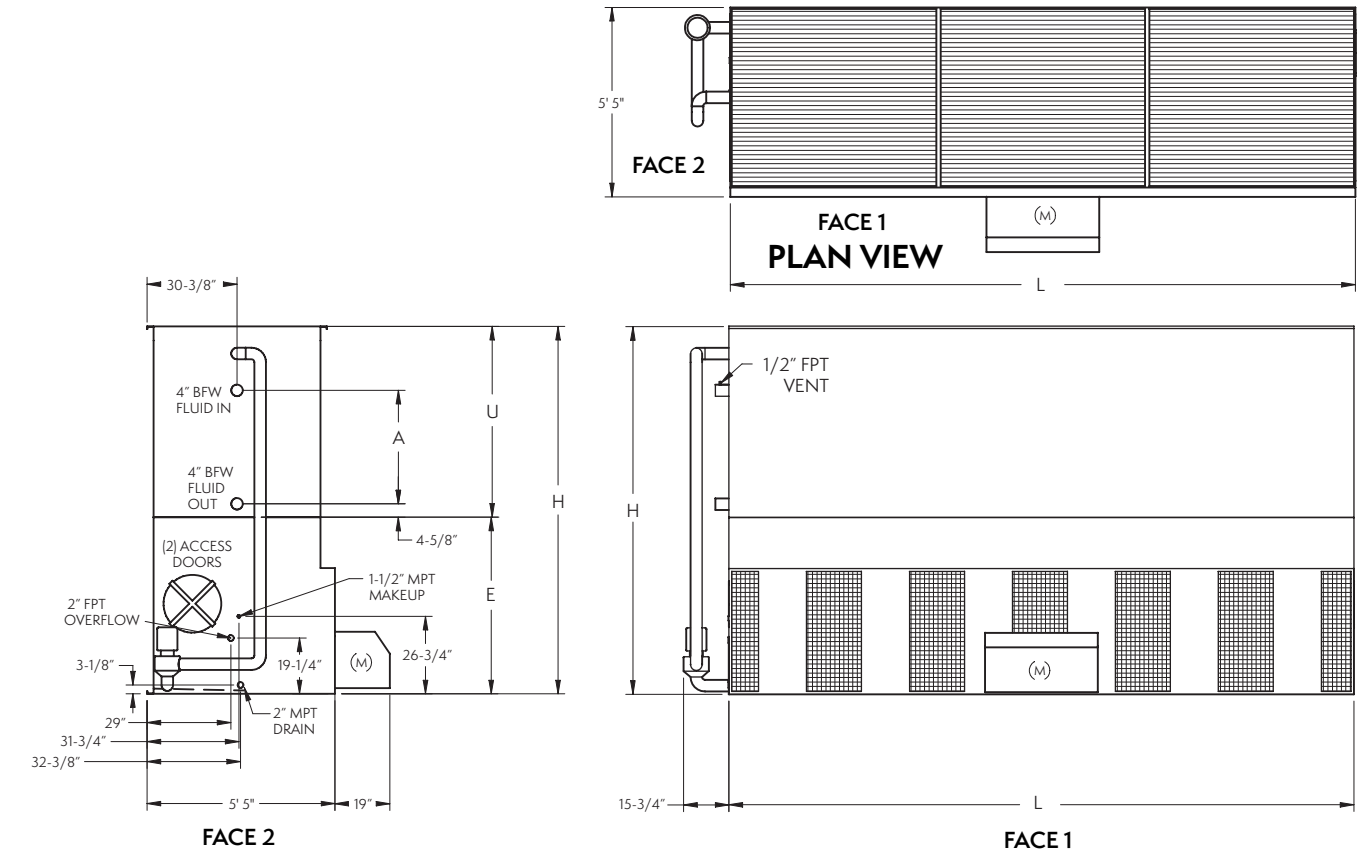 5' 5"
FACE 2
(M)
FACE 1
PLAN VIEW
L
30-3/8"
4" BFW
FLUID IN
A
U
H
4" BFW
FLUID
OUT
4-5/8"
(2) ACCESS
DOORS
1-1/2" MPT
MAKEUP
E
2" FPT
OVERFLOW
3-1/8"
19-1/4"
26-3/4"
(M)
2" MPT
DRAIN
29"
31-3/4"
32-3/8"
5' 5"
19"
FACE 2
1/2" FPT
VENT
H
(M)
15-3/4"
L
FACE 1